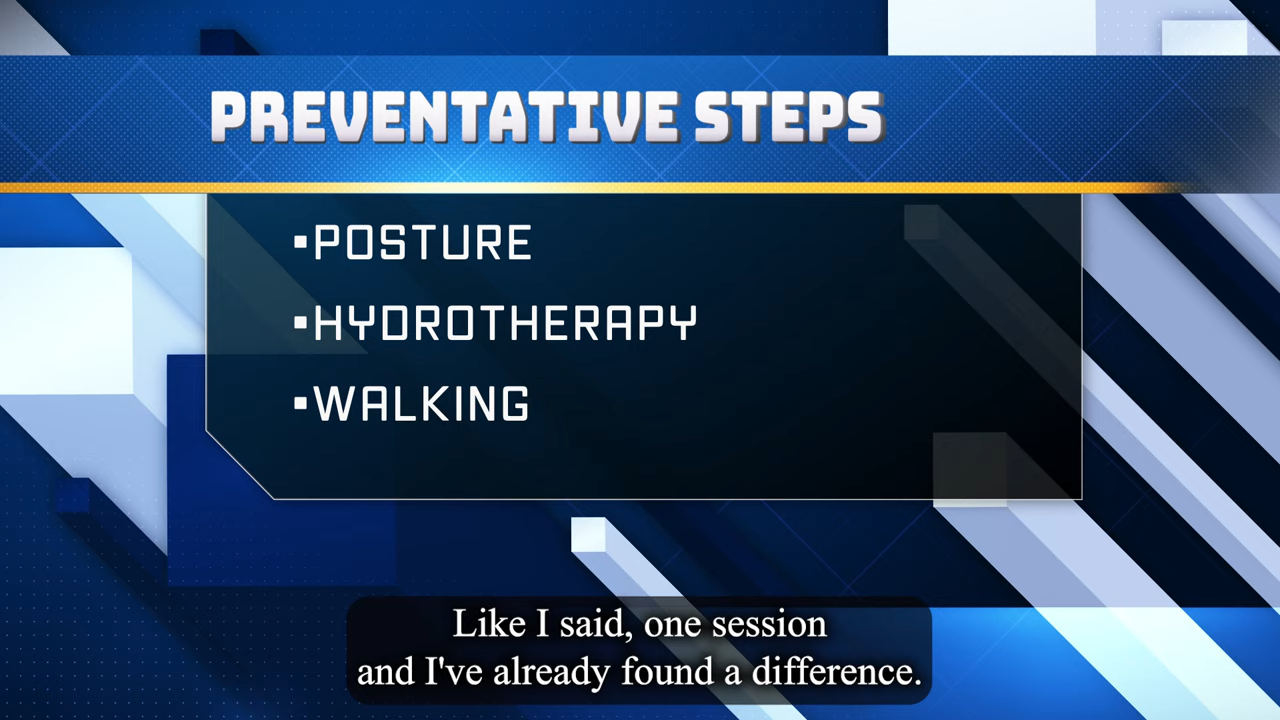 PREVENTATIVE STEPS
▪POSTURE
▪HYDROTHERAPY
▪WALKING
Like I said, one session
and I've already found a difference.